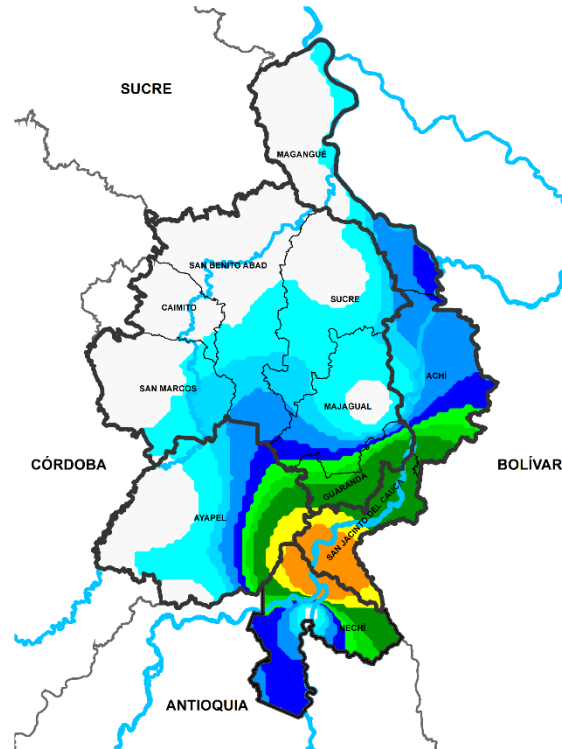 SUCRE
MAGANGUÉ
SAN BENITO ABAD
SUCRE
CAIMITO
ACHÍ
SAN MARCOS
MAJAGUAL
CÓRDOBA
BOLÍVAR
GUARANDA
AYAPEL
SAN JACINTO DEL CAUCA
NECHÍ
ANTIOQUIA